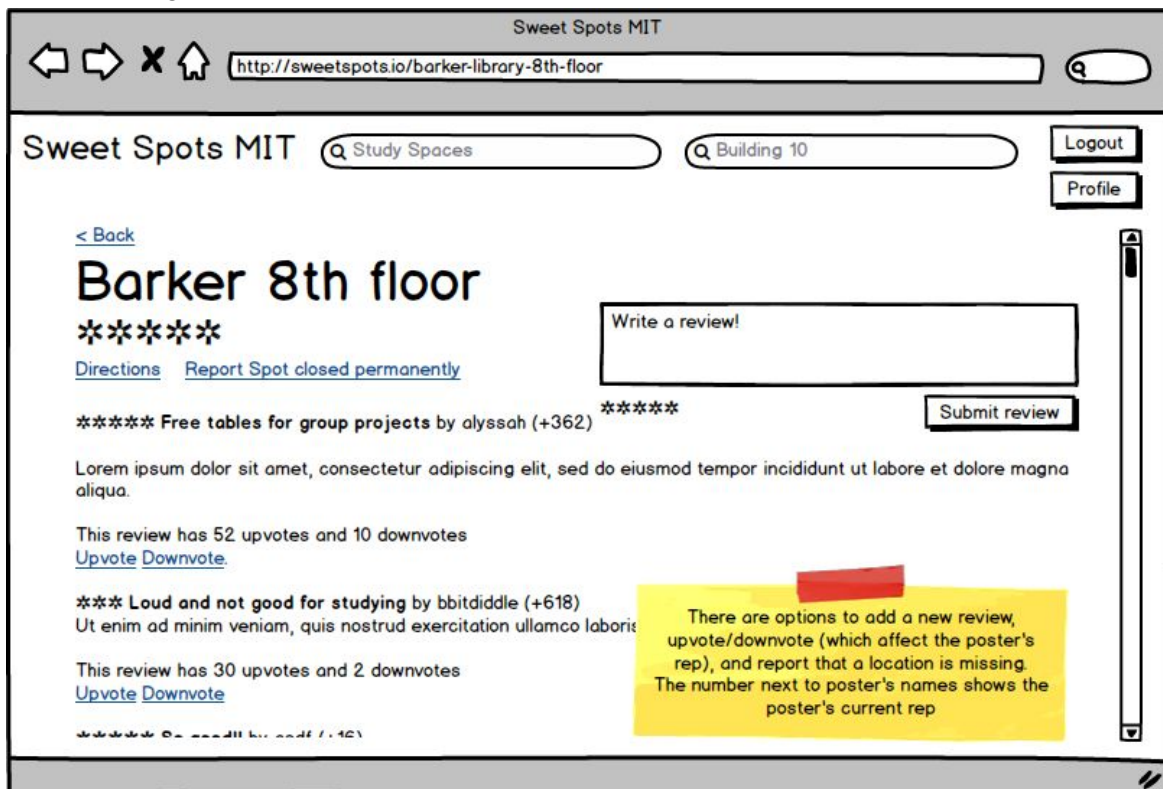 Sweet Spots MIT
http://sweetspots.io/barker-library-8th-floor
Sweet Spots MIT
Study Spaces
Building 10
Logout
Profile
< Back
Barker 8th floor
✲✲✲✲✲
Directions Report Spot closed permanently
Write a review!
✲✲✲✲✲
Submit review
✲✲✲✲✲ Free tables for group projects by alyssah (+362)
Lorem ipsum dolor sit amet, consectetur adipiscing elit, sed do eiusmod tempor incididunt ut labore et dolore magna
aliqua.
This review has 52 upvotes and 10 downvotes
Upvote Downvote.
✲✲✲ Loud and not good for studying by bbitdiddle (+618)
Ut enim ad minim veniam, quis nostrud exercitation ullamco laboris
This review has 30 upvotes and 2 downvotes
Upvote Downvote
✲✲✲✲✲ So good!! by (+16)
There are options to add a new review,
upvote/downvote (which affect the poster's
rep), and report that a location is missing.
The number next to poster's names shows the
poster's current rep